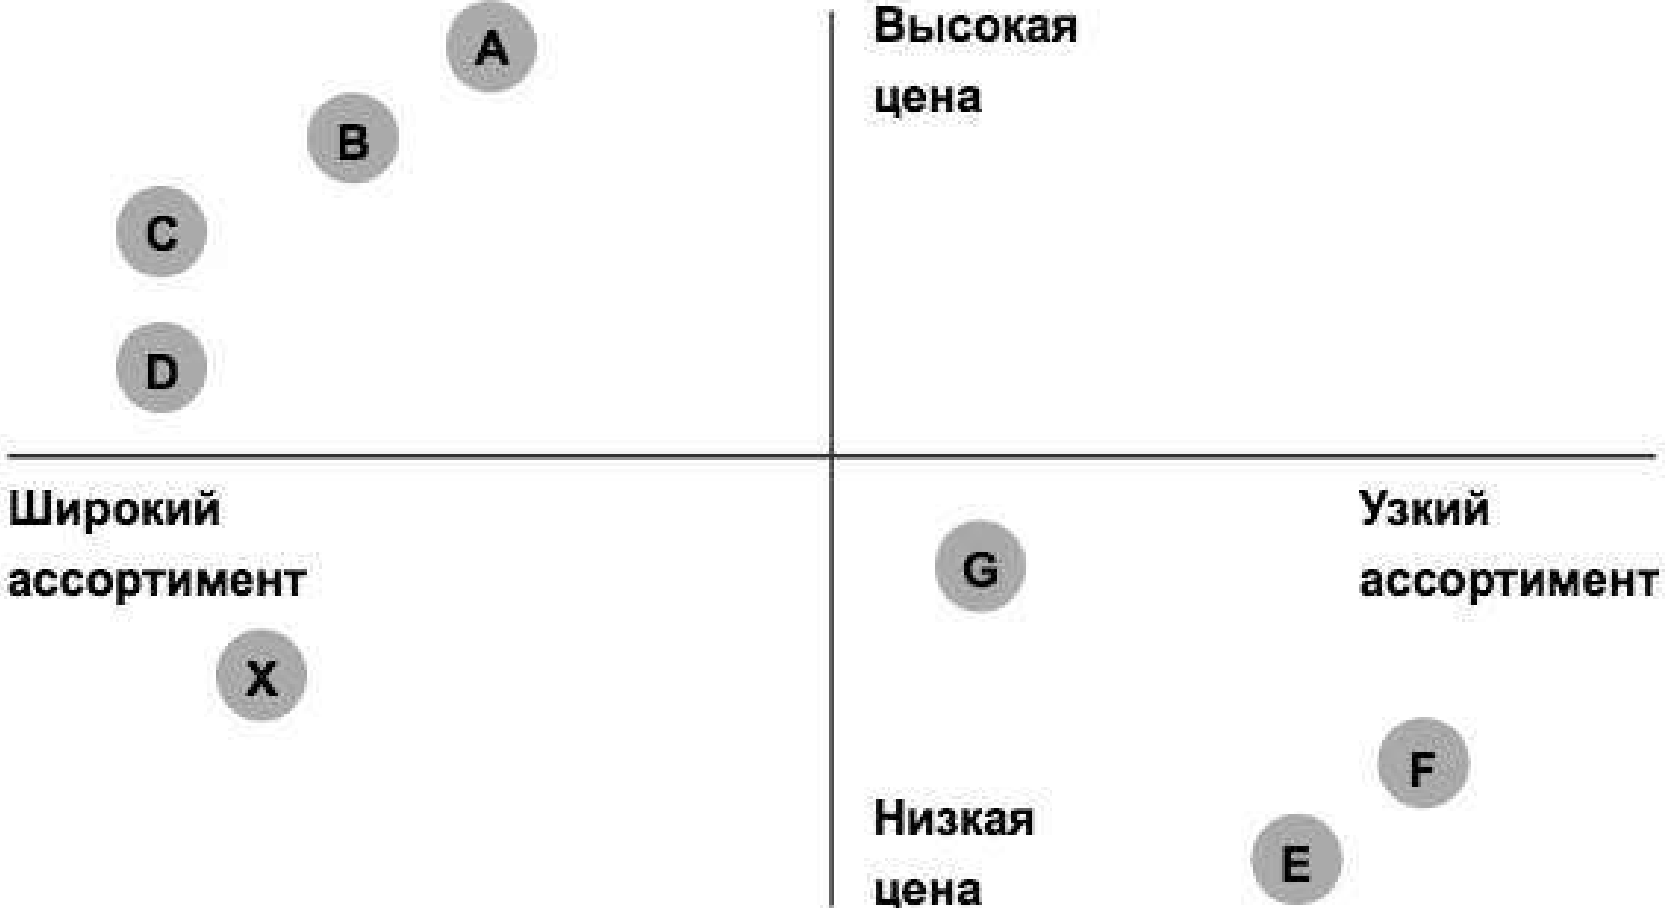 A
Высокая
цена
B
C
D
Широкий
ассортимент
Узкий
ассортимент
G
X
F
Низкая
цена
E